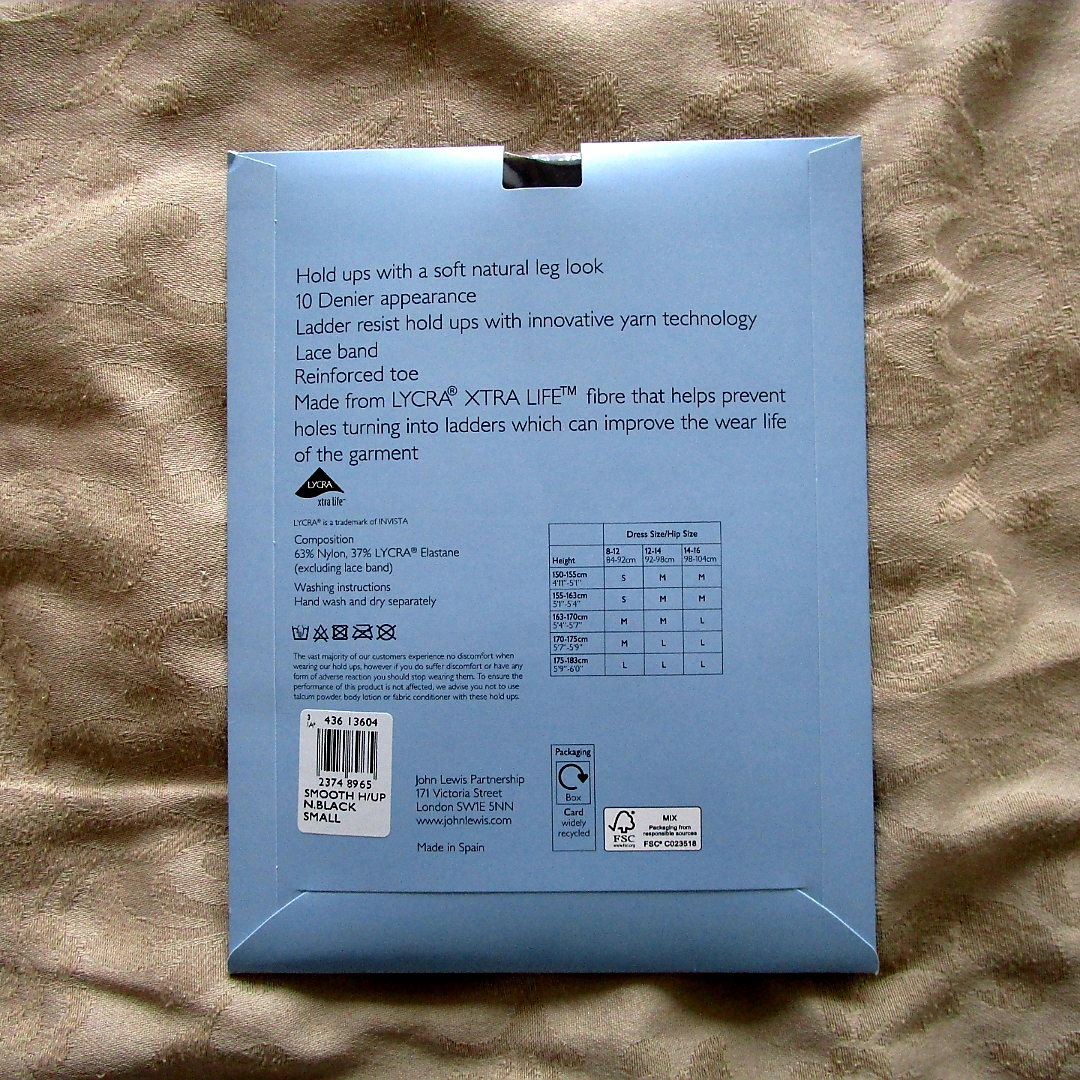 Hold ups with a soft natural leg look
10 Denier appearance
Ladder resist hold ups with innovative yarn technology
Lace band
Reinforced toe
Made from LYCRA® XTRA LIFE™ fibre that helps prevent
holes turning into ladders which can improve the wear life
of the garment
LYCRA
xtra life™
LYCRA® is a trademark of INVISTA
Composition
63% Nylon, 37% LYCRA® Elastane
(excluding lace band)
Washing instructions
Hand wash and dry separately
The vast majority of our customers experience no discomfort when
wearing our hold ups, however if you do suffer discomfort or have any
form of adverse reaction you should stop wearing them. To ensure the
performance of this product is not affected, we advise you not to use
talcum powder, body lotion or fabric conditioner with these hold ups.
Dress Size/Hip Size
Height 8-12 12-14 14-16
84-92cm 92-98cm 98-104cm
150-155cm S M M
4'11"-5'1"
155-163cm S M M
5'1"-5'4"
163-170cm M M L
5'4"-5'7"
170-175cm M L L
5'7"-5'9"
175-183cm L L L
5'9"-6'0"
436 13604
2374 8965
SMOOTH H/UP
N.BLACK
SMALL
John Lewis Partnership
171 Victoria Street
London SW1E 5NN
www.johnlewis.com
Made in Spain
Packaging
Box
Card
widely
recycled
FSC
www.fsc.org
MIX
Packaging from
responsible sources
FSC® C023518